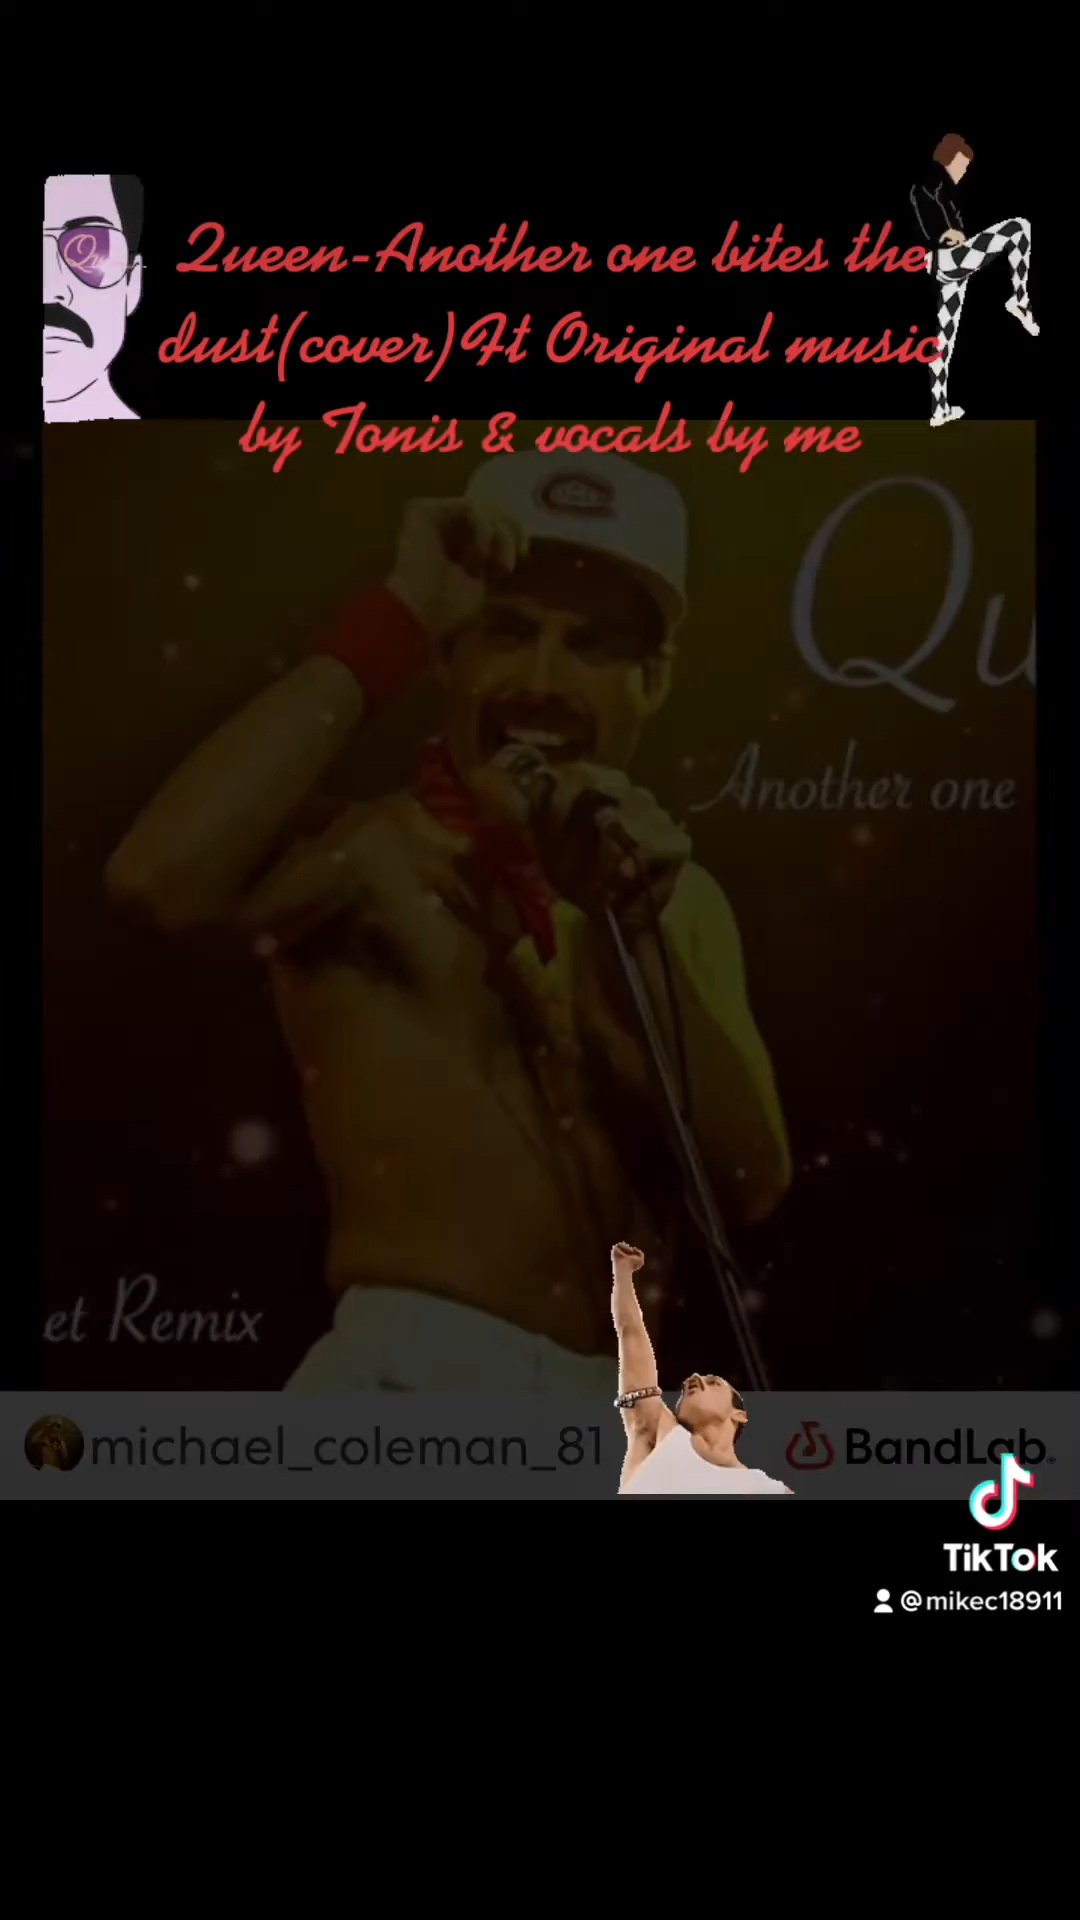 Queen-Another one bites the
dust(cover)Ft Original music
by Tonis & vocals by me
Qu
Another one
et Remix
michael_coleman_81
BandLab
TikTok
@mikec18911